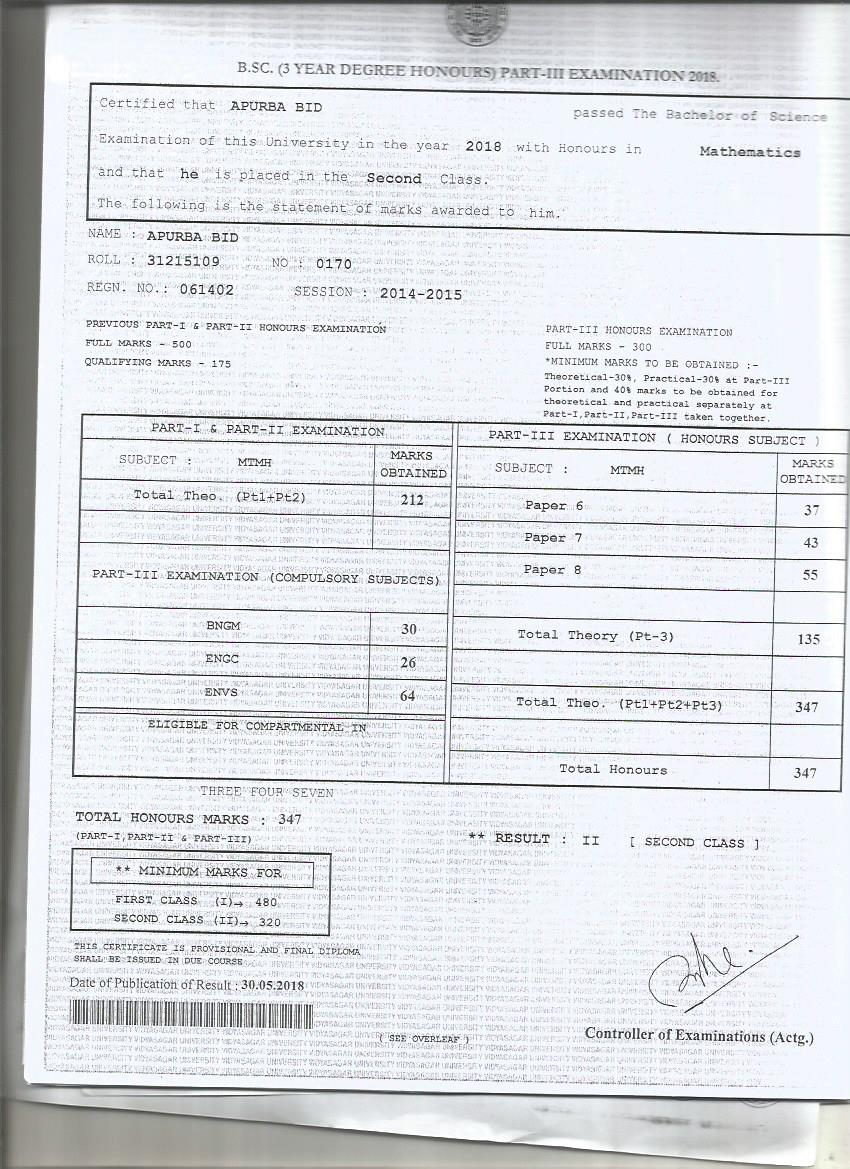 B.SC. (3 YEAR DEGREE HONOURS) PART-III EXAMINATION 2018.
Certified that APURBA BID passed The Bachelor of Science
Examination of this University in the year 2018 with Honours in Mathematics
and that he is placed in the Second Class.
The following is the statement of marks awarded to him.
NAME : APURBA BID
ROLL : 31215109 NO : 0170
REGN. NO.: 061402 SESSION : 2014-2015
PREVIOUS PART-I & PART-II HONOURS EXAMINATION
FULL MARKS - 500
QUALIFYING MARKS - 175
PART-III HONOURS EXAMINATION
FULL MARKS - 300
*MINIMUM MARKS TO BE OBTAINED :-
Theoretical-30%, Practical-30% at Part-III
Portion and 40% marks to be obtained for
theoretical and practical separately at
Part-I,Part-II,Part-III taken together.
PART-I & PART-II EXAMINATION
SUBJECT : MTMH MARKS OBTAINED
Total Theo. (Pt1+Pt2) 212
PART-III EXAMINATION (COMPULSORY SUBJECTS)
BNGM 30
ENGC 26
ENVS 64
ELIGIBLE FOR COMPARTMENTAL IN
PART-III EXAMINATION ( HONOURS SUBJECT )
SUBJECT : MTMH MARKS OBTAINED
Paper 6 37
Paper 7 43
Paper 8 55
Total Theory (Pt-3) 135
Total Theo. (Pt1+Pt2+Pt3) 347
Total Honours 347
THREE FOUR SEVEN
TOTAL HONOURS MARKS : 347
(PART-I,PART-II & PART-III)
** RESULT : II [ SECOND CLASS ]
** MINIMUM MARKS FOR
FIRST CLASS (I)→ 480
SECOND CLASS (II)→ 320
THIS CERTIFICATE IS PROVISIONAL AND FINAL DIPLOMA
SHALL BE ISSUED IN DUE COURSE
Date of Publication of Result : 30.05.2018
( SEE OVERLEAF )
Controller of Examinations (Actg.)